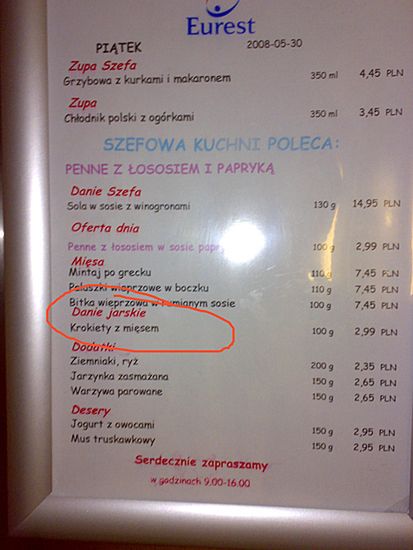 Eurest
PIĄTEK 2008-05-30
Zupa Szefa
Grzybowa z kurkami i makaronem 350 ml 4,45 PLN
Zupa
Chłodnik polski z ogórkami 350 ml 3,45 PLN
SZEFOWA KUCHNI POLECA:
PENNE Z ŁOSOSIEM I PAPRYKĄ
Danie Szefa
Sola w sosie z winogronami 130 g 14,95 PLN
Oferta dnia
Penne z łososiem w sosie 100 g 2,99 PLN
Mięsa
Mintaj po grecku 110 g 7,45 PLN
Paluszki wieprzowe w boczku 110 g 7,45 PLN
Bitka wieprzowa w rumianym sosie 100 g 7,45 PLN
Danie jarskie
Krokiety z mięsem 100 g 2,99 PLN
Dodatki
Ziemniaki, ryż 200 g 2,35 PLN
Jarzynka zasmażana 150 g 2,65 PLN
Warzywa parowane 150 g 2,65 PLN
Desery
Jogurt z owocami 150 g 2,95 PLN
Mus truskawkowy 150 g 2,95 PLN
Serdecznie zapraszamy
w godzinach 9.00-16.00